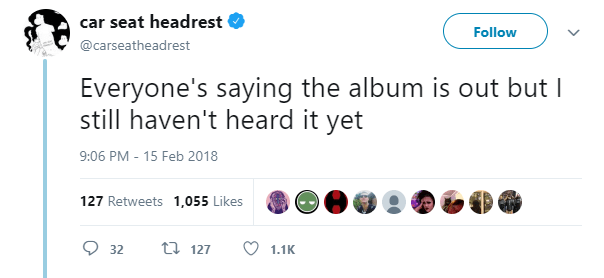 car seat headrest
@carseatheadrest
Follow
Everyone's saying the album is out but I
still haven't heard it yet
9:06 PM - 15 Feb 2018
127 Retweets 1,055 Likes
32 127 1.1K